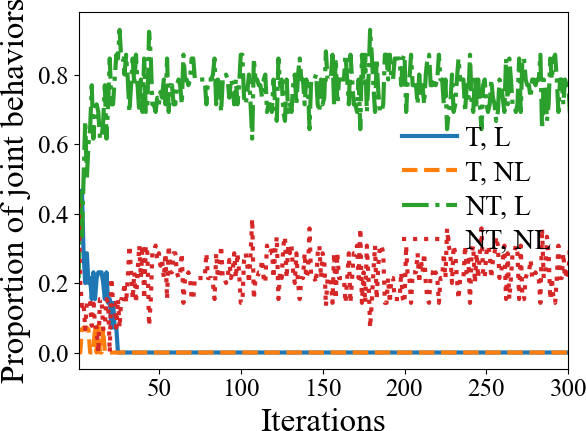 Proportion of joint behaviors
0.8
0.6
0.4
0.2
0.0
T, L
T, NL
NT, L
NT, NL
50
100
150
200
250
300
Iterations